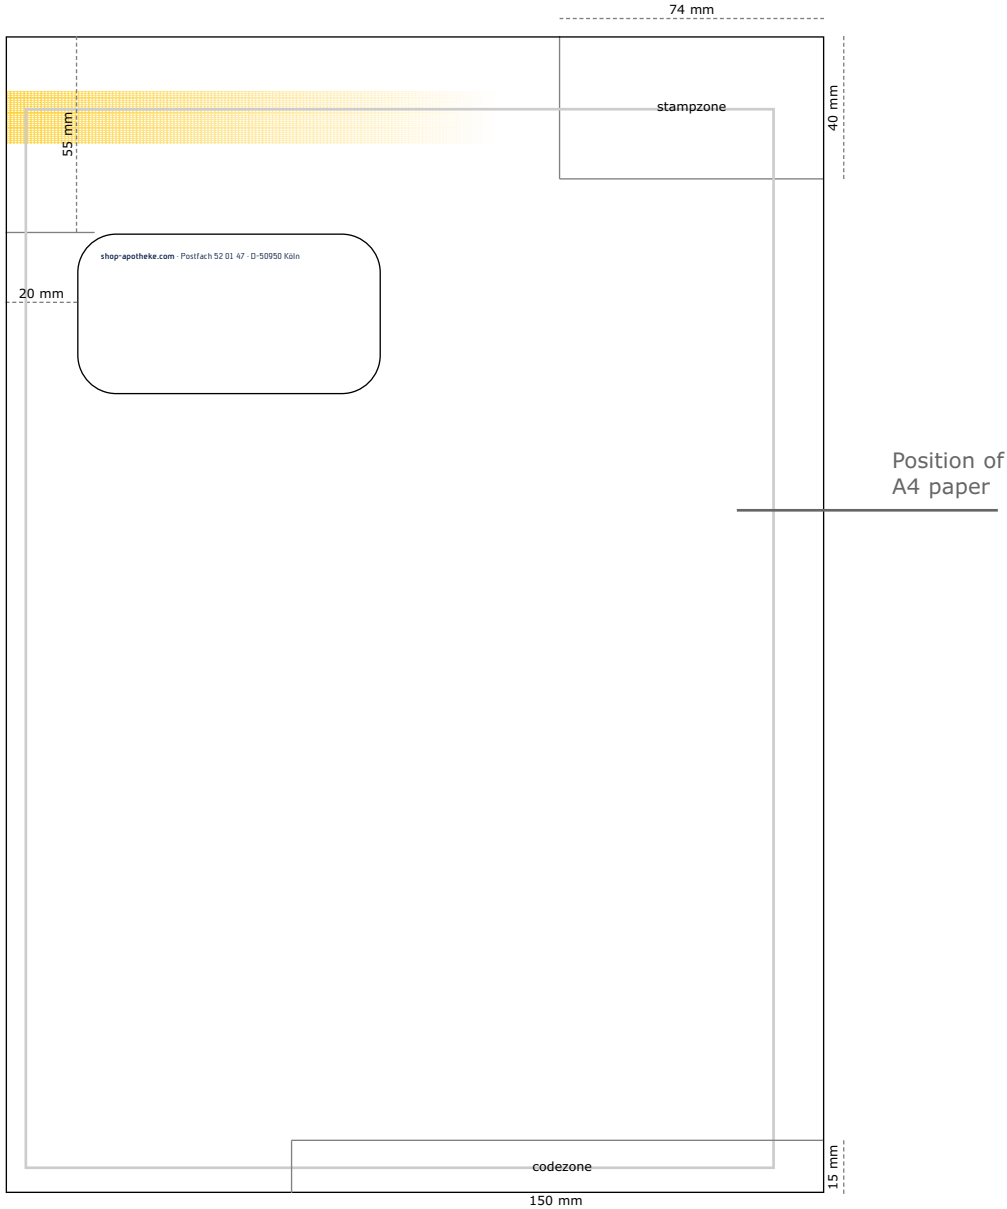 74 mm
stampzone
40 mm
55 mm
shop-apotheke.com · Postfach 52 01 47 · D-50950 Köln
20 mm
Position of
A4 paper
codezone
15 mm
150 mm